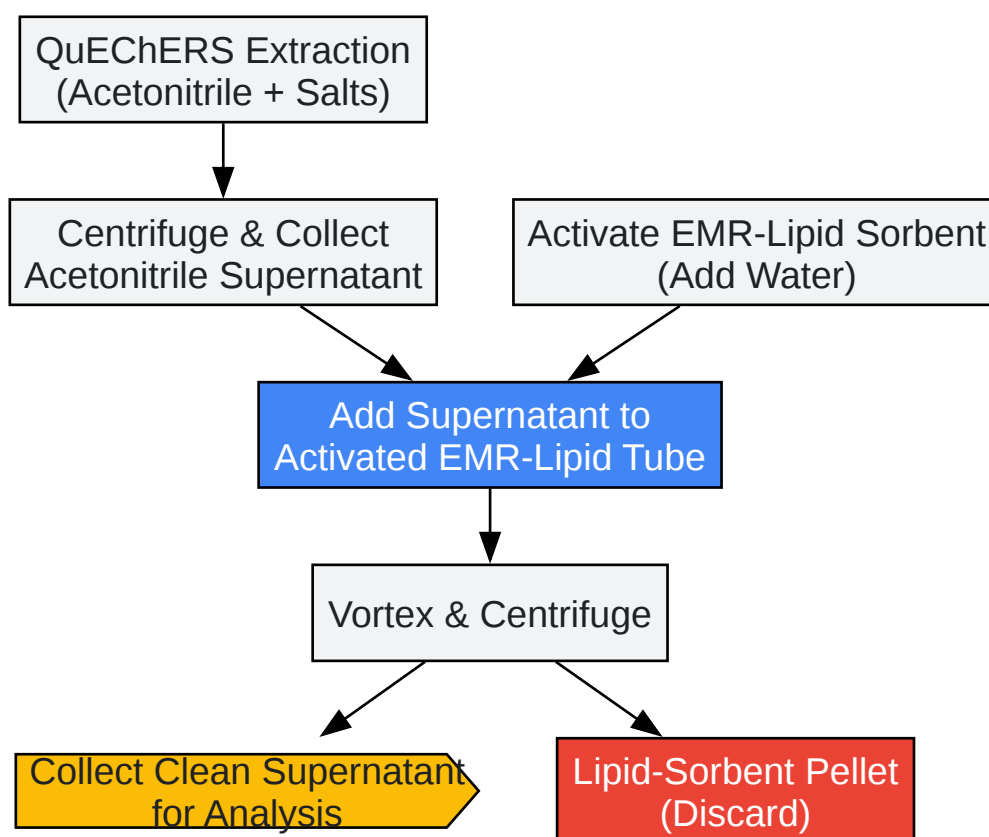 QuEChERS Extraction
(Acetonitrile + Salts)
Centrifuge & Collect
Acetonitrile Supernatant
Activate EMR-Lipid Sorbent
(Add Water)
Add Supernatant to
Activated EMR-Lipid Tube
Vortex & Centrifuge
Collect Clean Supernatant
for Analysis
Lipid-Sorbent Pellet
(Discard)